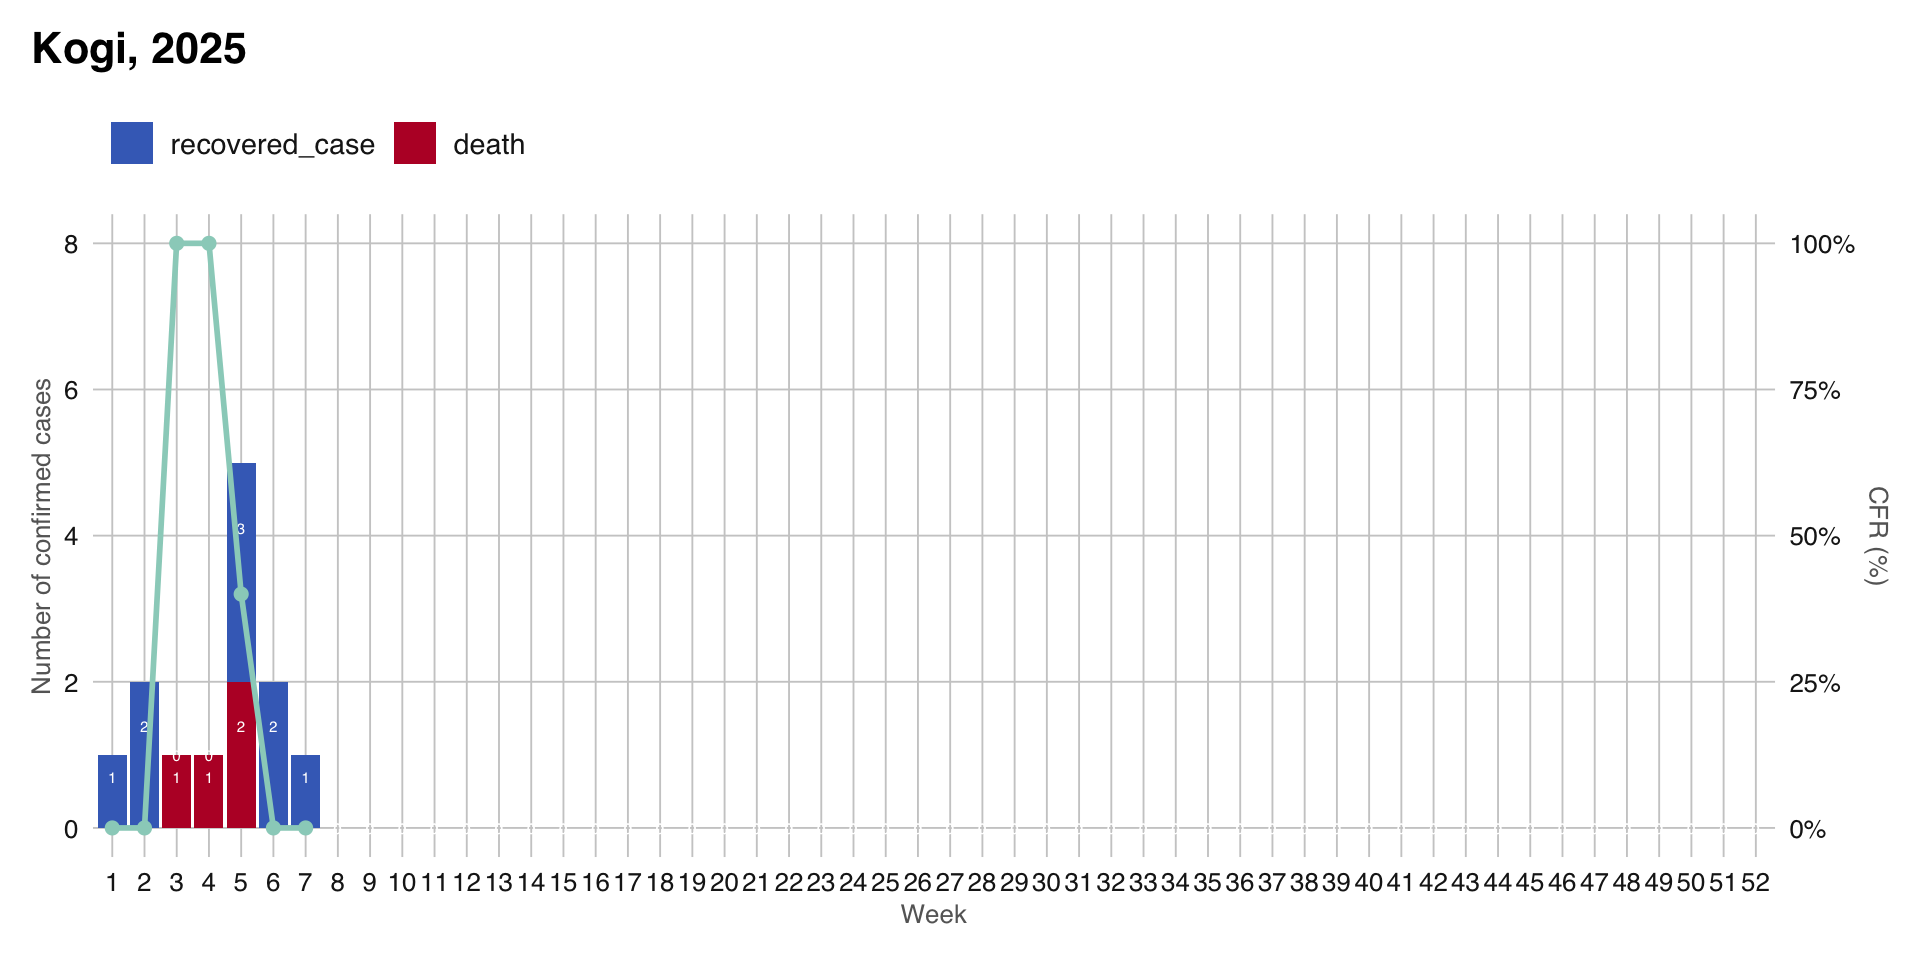 Kogi, 2025
recovered_case death
8 100%
6 75%
4 50%
2 25%
0 0%
Number of confirmed cases
CFR (%)
3
2 2 2
0 0
1 1 1 1
1 2 3 4 5 6 7 8 9 10 11 12 13 14 15 16 17 18 19 20 21 22 23 24 25 26 27 28 29 30 31 32 33 34 35 36 37 38 39 40 41 42 43 44 45 46 47 48 49 50 51 52
Week